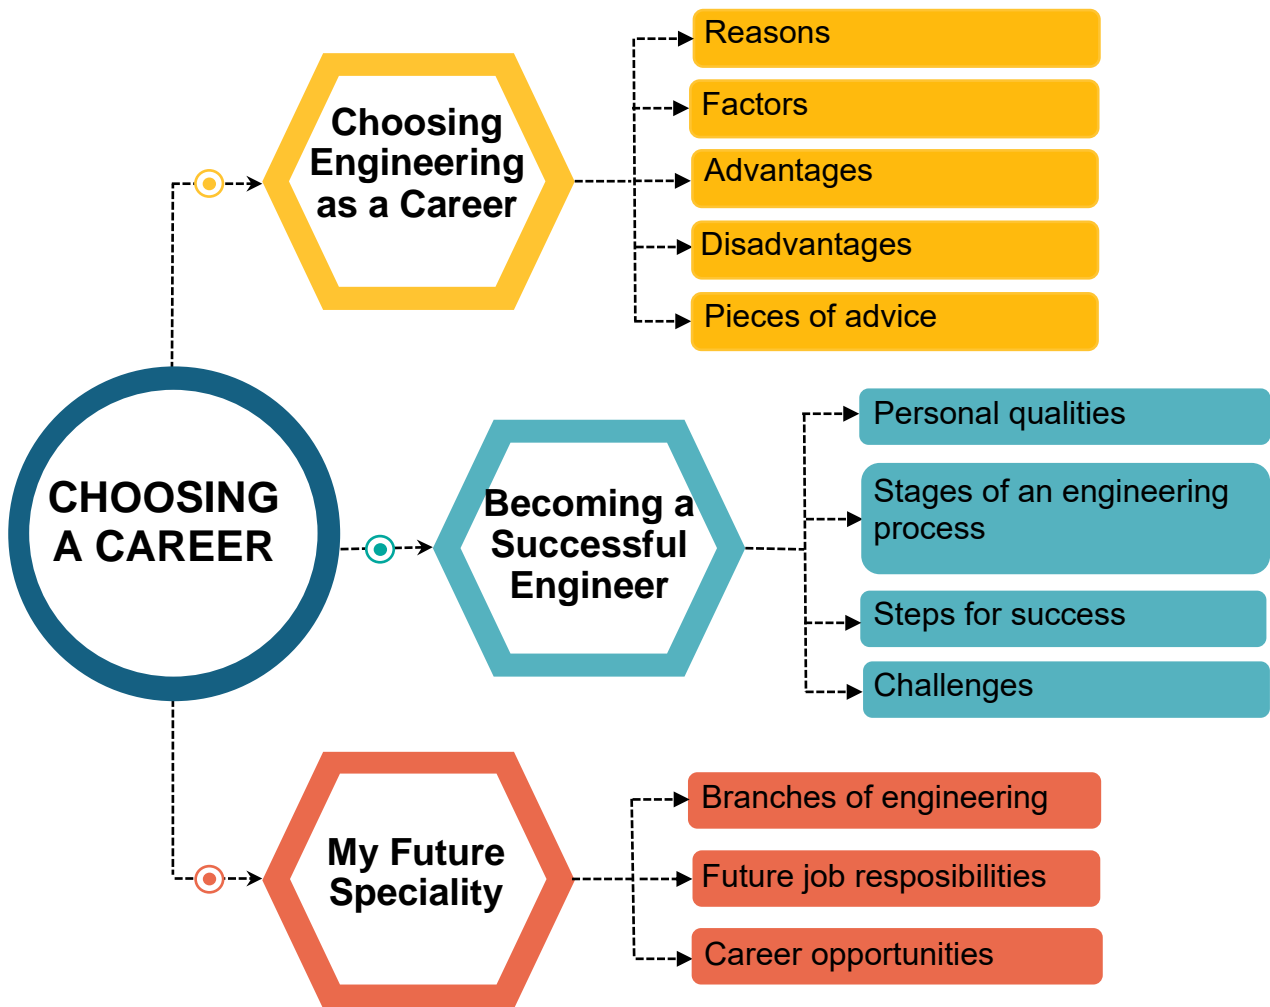 Choosing
Engineering
as a Career
Reasons
Factors
Advantages
Disadvantages
Pieces of advice
CHOOSING
A CAREER
Becoming a
Successful
Engineer
Personal qualities
Stages of an engineering
process
Steps for success
Challenges
My Future
Speciality
Branches of engineering
Future job resposibilities
Career opportunities